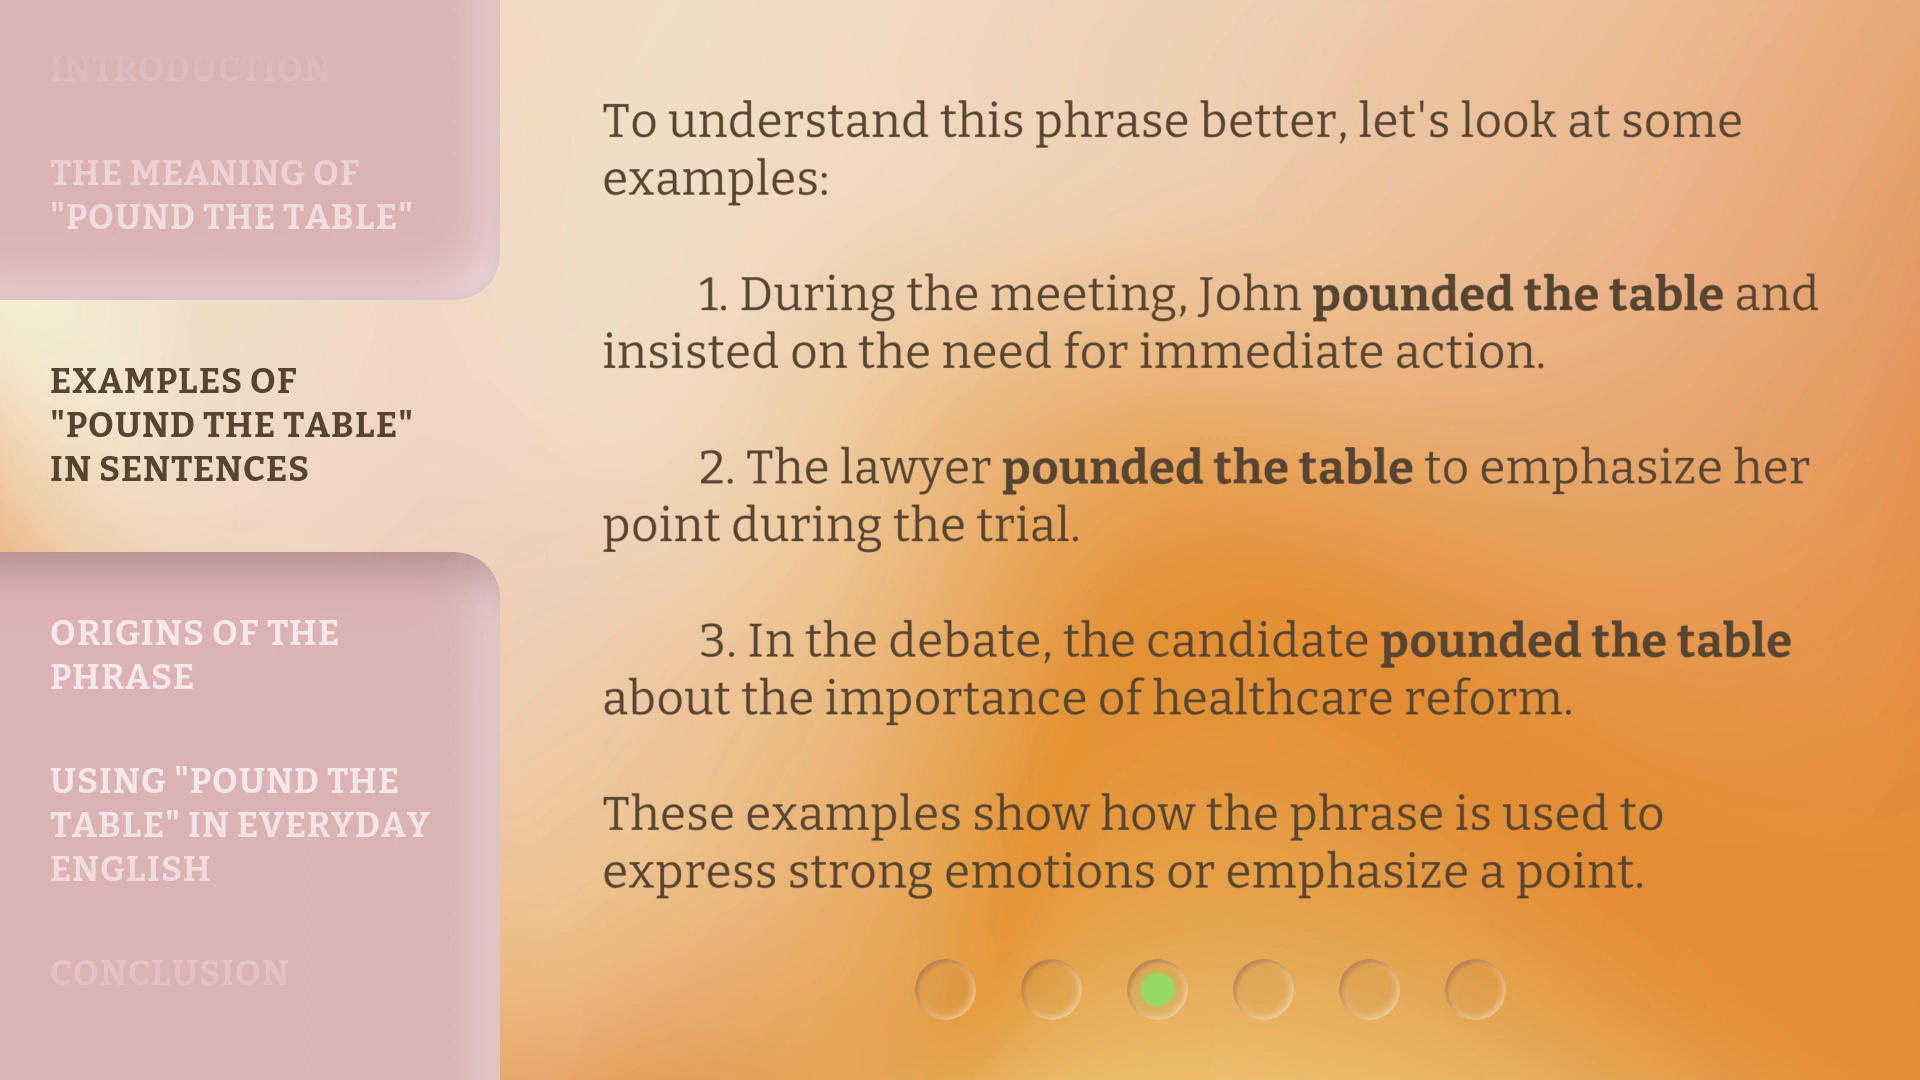 INTRODUCTION
THE MEANING OF
"POUND THE TABLE"
EXAMPLES OF
"POUND THE TABLE"
IN SENTENCES
ORIGINS OF THE
PHRASE
USING "POUND THE
TABLE" IN EVERYDAY
ENGLISH
CONCLUSION
To understand this phrase better, let's look at some
examples:
1. During the meeting, John pounded the table and
insisted on the need for immediate action.
2. The lawyer pounded the table to emphasize her
point during the trial.
3. In the debate, the candidate pounded the table
about the importance of healthcare reform.
These examples show how the phrase is used to
express strong emotions or emphasize a point.